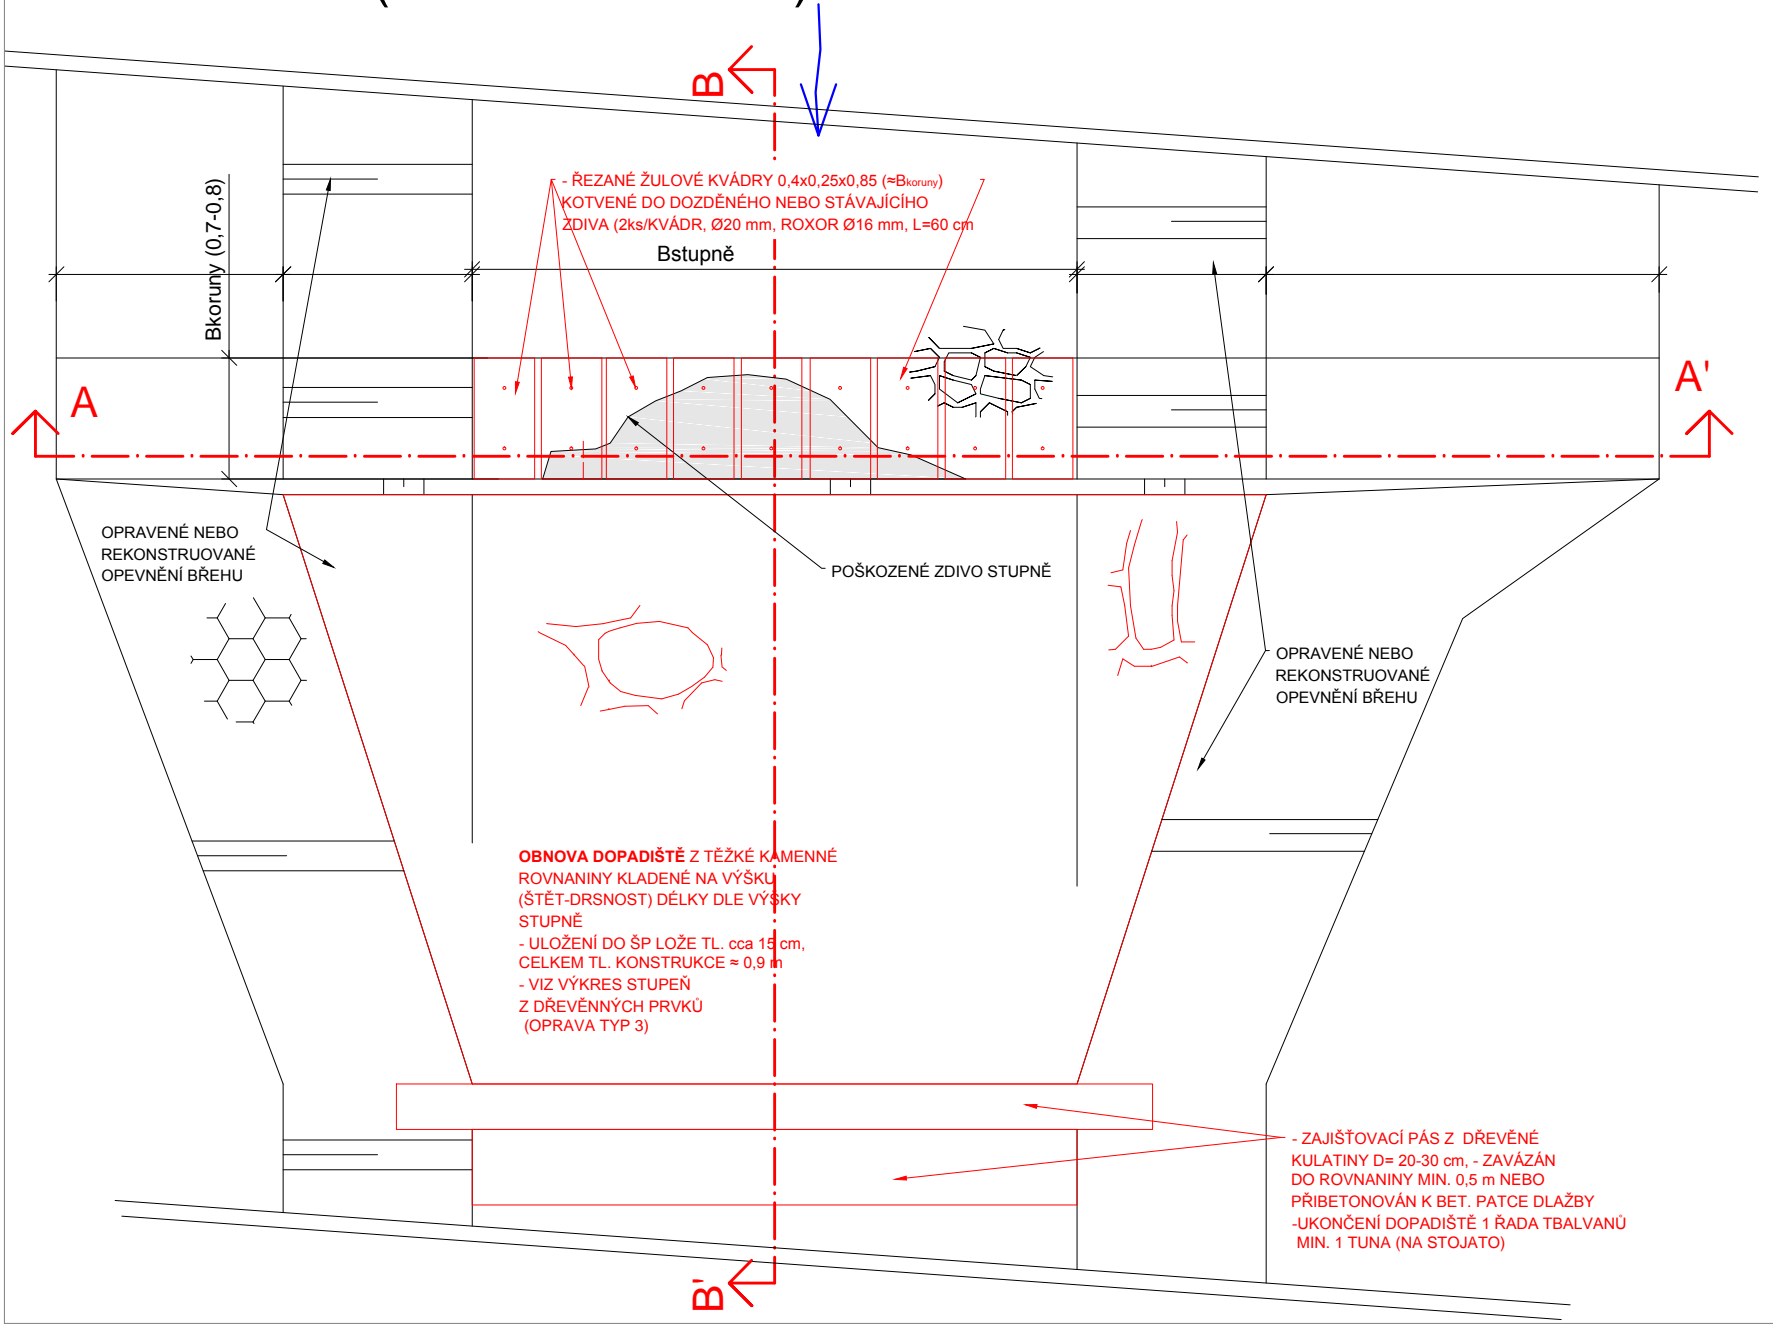 B
- ŘEZANÉ ŽULOVÉ KVÁDRY 0,4x0,25x0,85 (≈Bkoruny)
KOTVENÉ DO DOZDĚNÉHO NEBO STÁVAJÍCÍHO
ZDIVA (2ks/KVÁDR, Ø20 mm, ROXOR Ø16 mm, L=60 cm
Bstupně
Bkoruny (0,7-0,8)
A
A'
OPRAVENÉ NEBO
REKONSTRUOVANÉ
OPEVNĚNÍ BŘEHU
POŠKOZENÉ ZDIVO STUPNĚ
OPRAVENÉ NEBO
REKONSTRUOVANÉ
OPEVNĚNÍ BŘEHU
OBNOVA DOPADIŠTĚ Z TĚŽKÉ KAMENNÉ
ROVNANINY KLADENÉ NA VÝŠKU
(ŠTĚT-DRSNOST) DÉLKY DLE VÝŠKY
STUPNĚ
- ULOŽENÍ DO ŠP LOŽE TL. cca 15 cm,
CELKEM TL. KONSTRUKCE ≈ 0,9 m
- VIZ VÝKRES STUPEŇ
Z DŘEVĚNNÝCH PRVKŮ
(OPRAVA TYP 3)
- ZAJIŠŤOVACÍ PÁS Z DŘEVĚNÉ
KULATINY D= 20-30 cm, - ZAVÁZÁN
DO ROVNANINY MIN. 0,5 m NEBO
PŘIBETONOVÁN K BET. PATCE DLAŽBY
-UKONČENÍ DOPADIŠTĚ 1 ŘADA TBALVANŮ
MIN. 1 TUNA (NA STOJATO)
B'